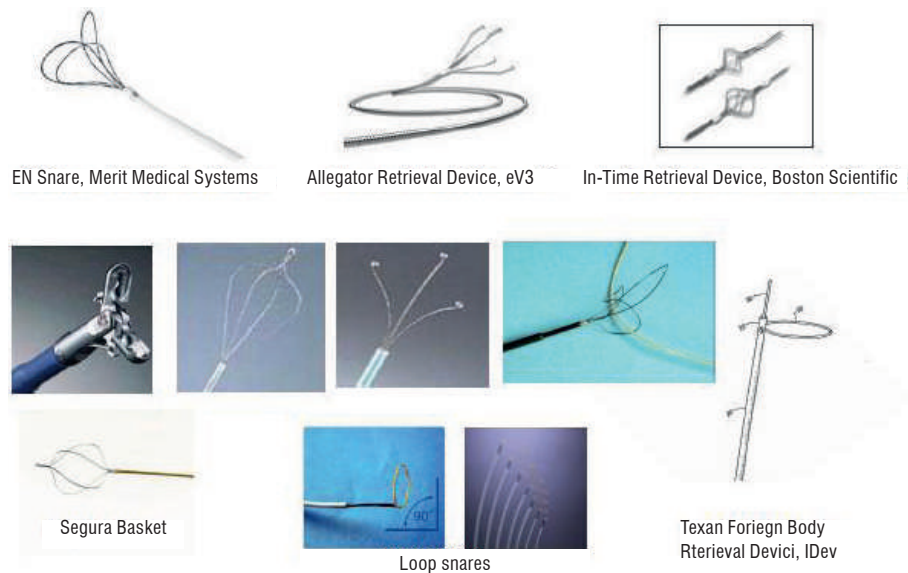 EN Snare, Merit Medical Systems
Allegator Retrieval Device, eV3
In-Time Retrieval Device, Boston Scientific
90°
Segura Basket
Loop snares
Texan Foriegn Body
Rterieval Devici, IDev